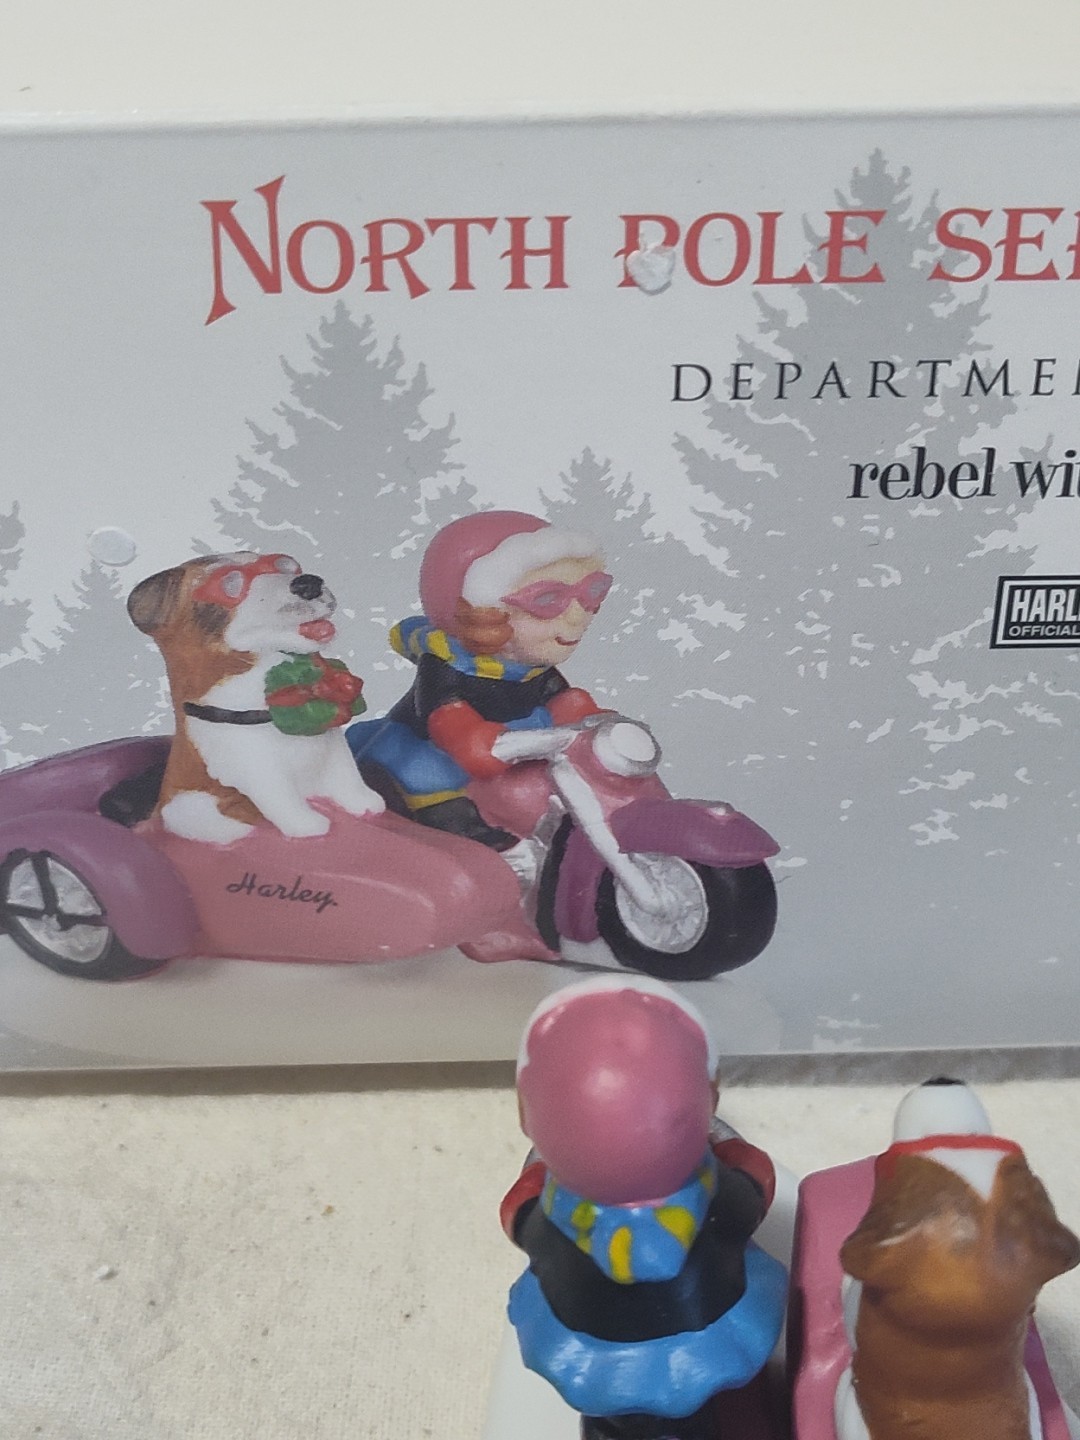 NORTH POLE SE
DEPARTME
rebel wi
HARL
OFFICIAL
Harley.